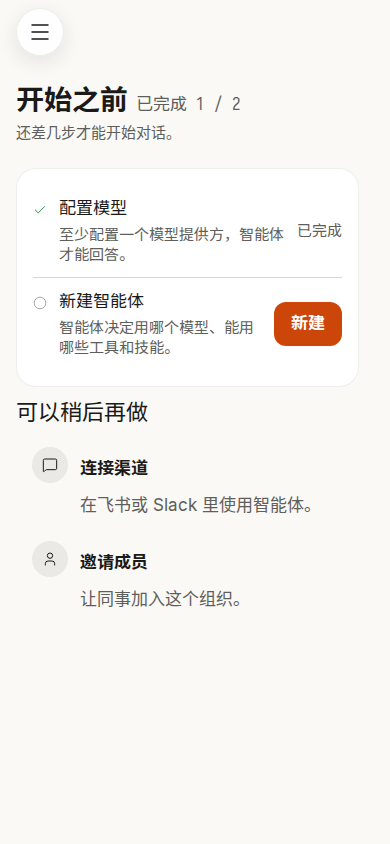 开始之前 已完成 1 / 2
还差几步才能开始对话。
配置模型
至少配置一个模型提供方，智能体
才能回答。
已完成
新建智能体
智能体决定用哪个模型、能用
哪些工具和技能。
新建
可以稍后再做
连接渠道
在飞书或 Slack 里使用智能体。
邀请成员
让同事加入这个组织。